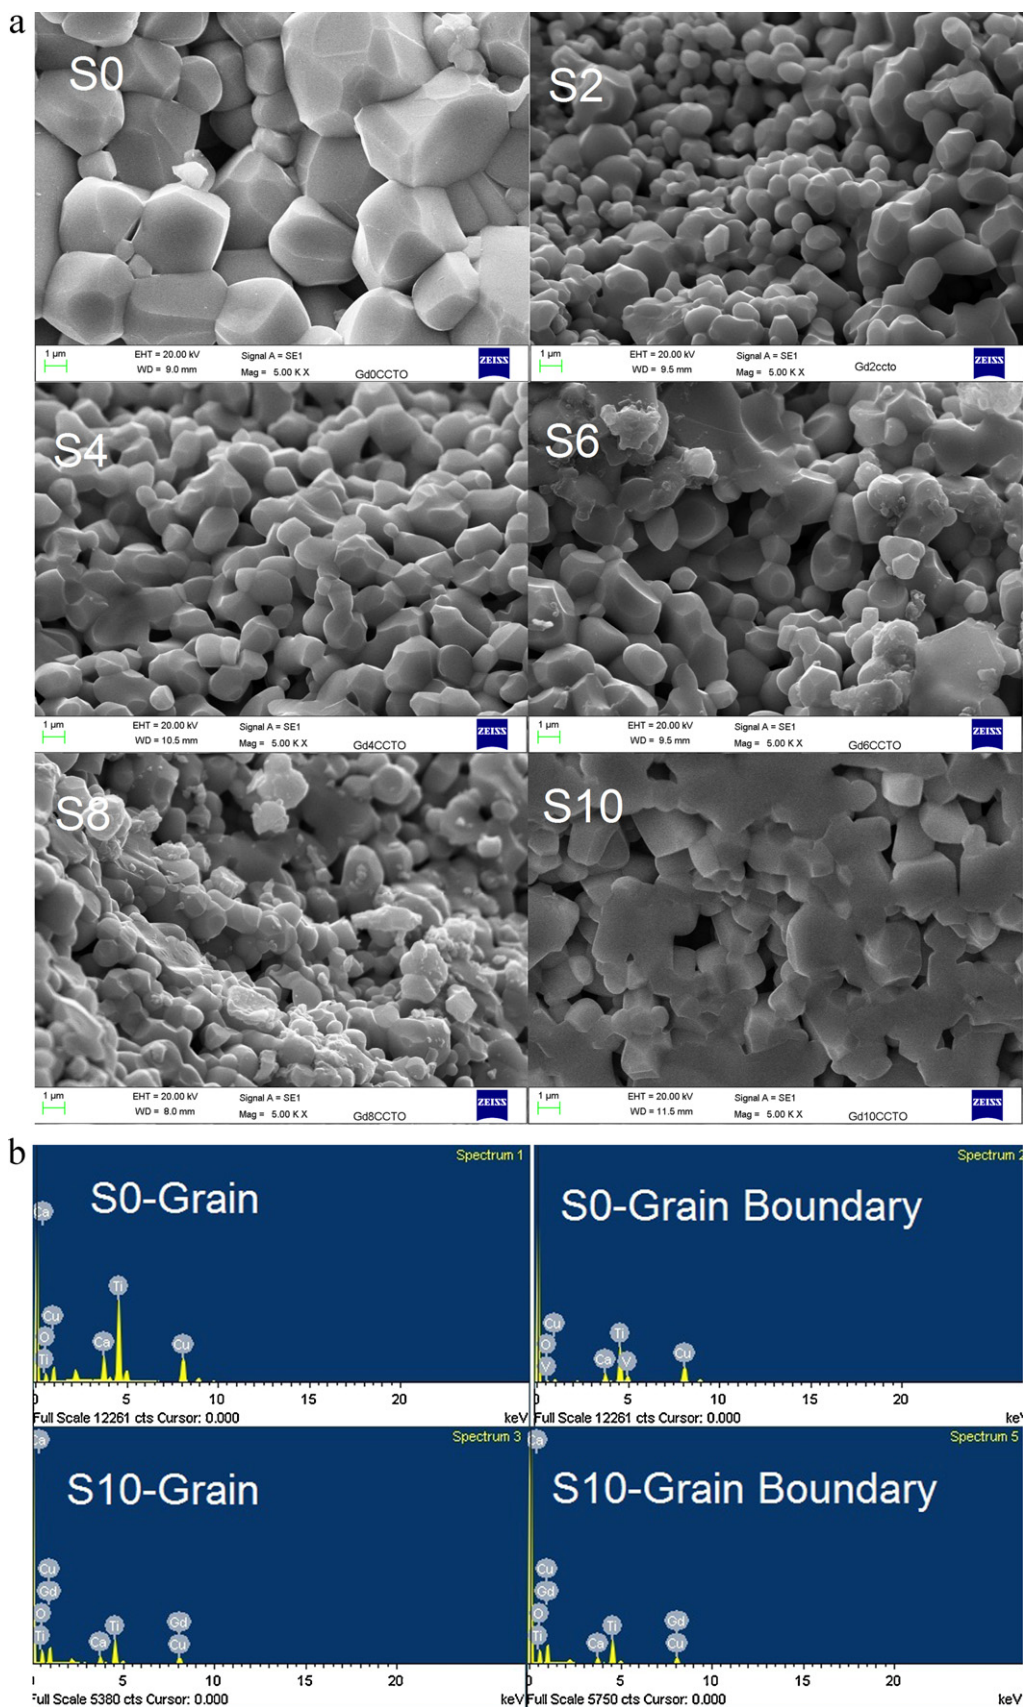 a
S0
S2
1 µm
EHT = 20.00 kV
Signal A = SE1
WD = 9.0 mm
Mag = 5.00 K X
Gd0CCTO
ZEISS
1 µm
EHT = 20.00 kV
Signal A = SE1
WD = 9.5 mm
Mag = 5.00 K X
Gd2ccto
ZEISS
S4
S6
1 µm
EHT = 20.00 kV
Signal A = SE1
WD = 10.5 mm
Mag = 5.00 K X
Gd4CCTO
ZEISS
1 µm
EHT = 20.00 kV
Signal A = SE1
WD = 9.5 mm
Mag = 5.00 K X
Gd6CCTO
ZEISS
S8
S10
1 µm
EHT = 20.00 kV
Signal A = SE1
WD = 8.0 mm
Mag = 5.00 K X
Gd8CCTO
ZEISS
1 µm
EHT = 20.00 kV
Signal A = SE1
WD = 11.5 mm
Mag = 5.00 K X
Gd10CCTO
ZEISS
b
Spectrum 1
S0-Grain
Ca
Ti
Cu
O
Ti
Ca
Cu
0 5 10 15 20
Full Scale 12261 cts Cursor: 0.000 keV
Spectrum 2
S0-Grain Boundary
Cu
O
V
Ti
Ca
V
Cu
0 5 10 15 20
Full Scale 12261 cts Cursor: 0.000 keV
Spectrum 3
Ca
S10-Grain
Cu
Gd
O
Ti
Ca
Ti
Gd
Cu
5 10 15 20
Full Scale 5380 cts Cursor: 0.000 keV
Spectrum 5
Ca
S10-Grain Boundary
Cu
Gd
O
Ti
Ca
Ti
Gd
Cu
0 5 10 15 20
Full Scale 5750 cts Cursor: 0.000 keV